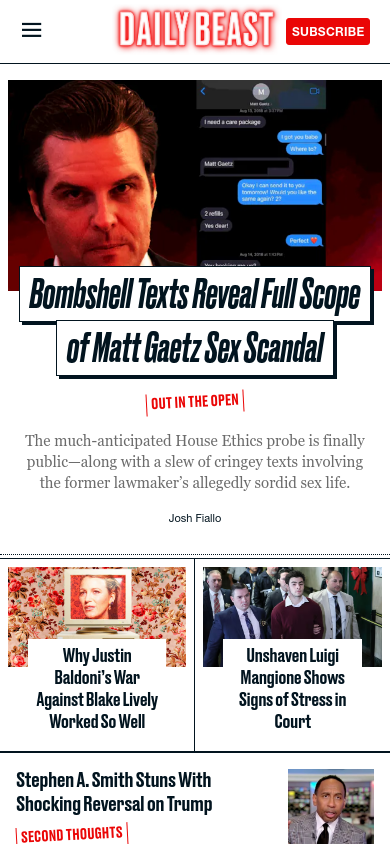 DAILY BEAST
SUBSCRIBE
M
Matt Gaetz
I need a care package
I got you babe
Where to?
Matt Gaetz
Okay I can send it to you
tomorrow! Would you like the
same again? 2?
2 refills
Yes dear!
Perfect ❤️
Bombshell Texts Reveal Full Scope
of Matt Gaetz Sex Scandal
OUT IN THE OPEN
The much-anticipated House Ethics probe is finally
public—along with a slew of cringey texts involving
the former lawmaker’s allegedly sordid sex life.
Josh Fiallo
Why Justin
Baldoni’s War
Against Blake Lively
Worked So Well
Unshaven Luigi
Mangione Shows
Signs of Stress in
Court
Stephen A. Smith Stuns With
Shocking Reversal on Trump
SECOND THOUGHTS